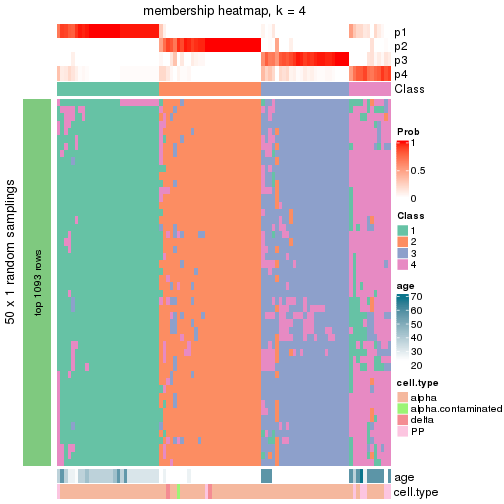 membership heatmap, k = 4
p1
p2
p3
p4
Class
50 x 1 random samplings
top 1093 rows
Prob
1
0.5
0
Class
1
2
3
4
age
70
60
50
40
30
20
cell.type
alpha
alpha.contaminated
delta
PP
age
cell.type